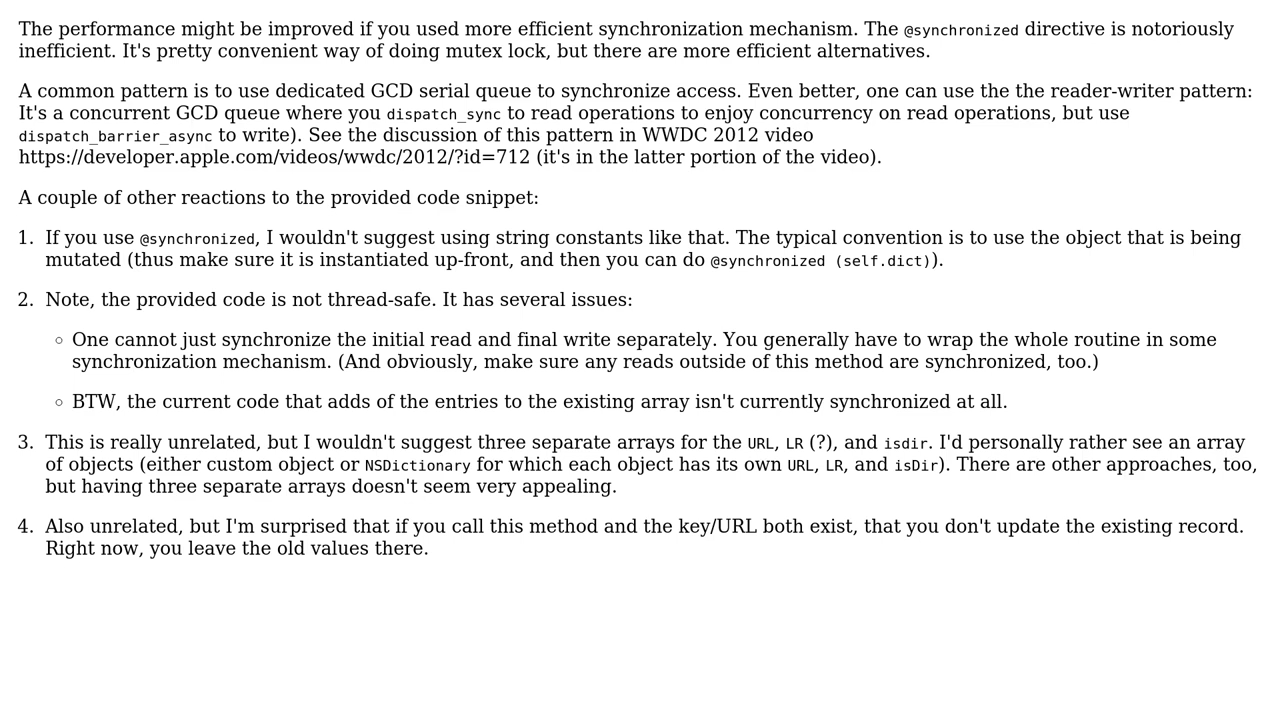 The performance might be improved if you used more efficient synchronization mechanism. The @synchronized directive is notoriously
inefficient. It's pretty convenient way of doing mutex lock, but there are more efficient alternatives.
A common pattern is to use dedicated GCD serial queue to synchronize access. Even better, one can use the the reader-writer pattern:
It's a concurrent GCD queue where you dispatch_sync to read operations to enjoy concurrency on read operations, but use
dispatch_barrier_async to write). See the discussion of this pattern in WWDC 2012 video
https://developer.apple.com/videos/wwdc/2012/?id=712 (it's in the latter portion of the video).
A couple of other reactions to the provided code snippet:
1. If you use @synchronized, I wouldn't suggest using string constants like that. The typical convention is to use the object that is being
mutated (thus make sure it is instantiated up-front, and then you can do @synchronized (self.dict)).
2. Note, the provided code is not thread-safe. It has several issues:
◦ One cannot just synchronize the initial read and final write separately. You generally have to wrap the whole routine in some
synchronization mechanism. (And obviously, make sure any reads outside of this method are synchronized, too.)
◦ BTW, the current code that adds of the entries to the existing array isn't currently synchronized at all.
3. This is really unrelated, but I wouldn't suggest three separate arrays for the URL, LR (?), and isdir. I'd personally rather see an array
of objects (either custom object or NSDictionary for which each object has its own URL, LR, and isDir). There are other approaches, too,
but having three separate arrays doesn't seem very appealing.
4. Also unrelated, but I'm surprised that if you call this method and the key/URL both exist, that you don't update the existing record.
Right now, you leave the old values there.